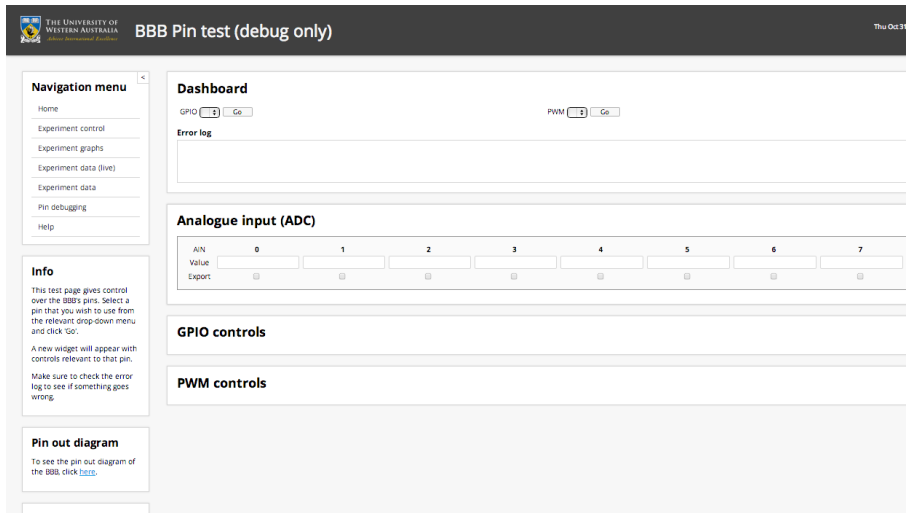 THE UNIVERSITY OF
WESTERN AUSTRALIA
Achieve International Excellence
BBB Pin test (debug only)
Thu Oct 31
<
Navigation menu
Home
Experiment control
Experiment graphs
Experiment data (live)
Experiment data
Pin debugging
Help
Info
This test page gives control
over the BBB's pins. Select a
pin that you wish to use from
the relevant drop-down menu
and click 'Go'.
A new widget will appear with
controls relevant to that pin.
Make sure to check the error
log to see if something goes
wrong.
Pin out diagram
To see the pin out diagram of
the BBB, click here.
Dashboard
GPIO Go PWM Go
Error log
Analogue input (ADC)
AIN 0 1 2 3 4 5 6 7
Value
Export
GPIO controls
PWM controls